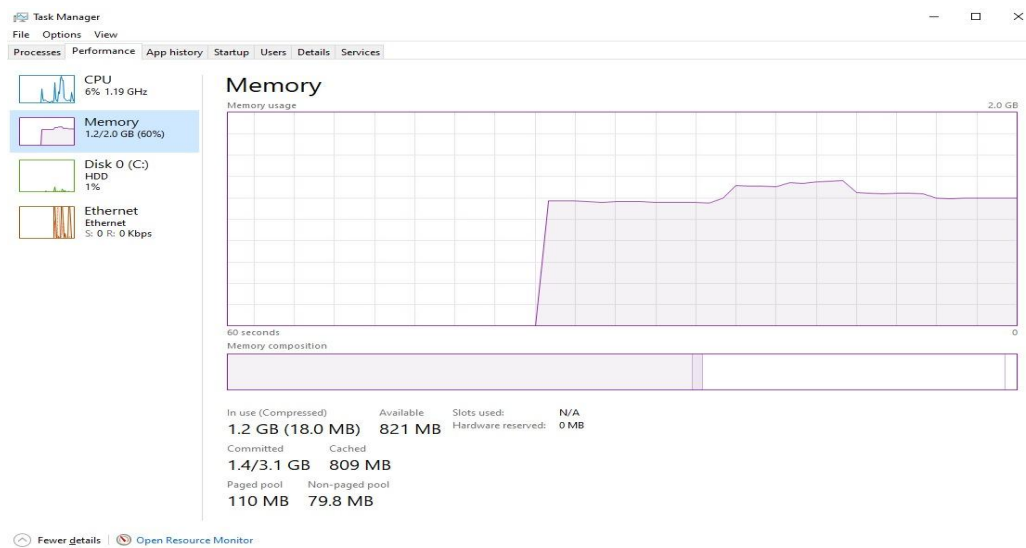 Task Manager
File Options View
Processes Performance App history Startup Users Details Services
CPU
6% 1.19 GHz
Memory
1.2/2.0 GB (60%)
Disk 0 (C:)
HDD
1%
Ethernet
Ethernet
S: 0 R: 0 Kbps
Memory
Memory usage 2.0 GB
60 seconds 0
Memory composition
In use (Compressed) Available Slots used: N/A
1.2 GB (18.0 MB) 821 MB Hardware reserved: 0 MB
Committed Cached
1.4/3.1 GB 809 MB
Paged pool Non-paged pool
110 MB 79.8 MB
Fewer details Open Resource Monitor